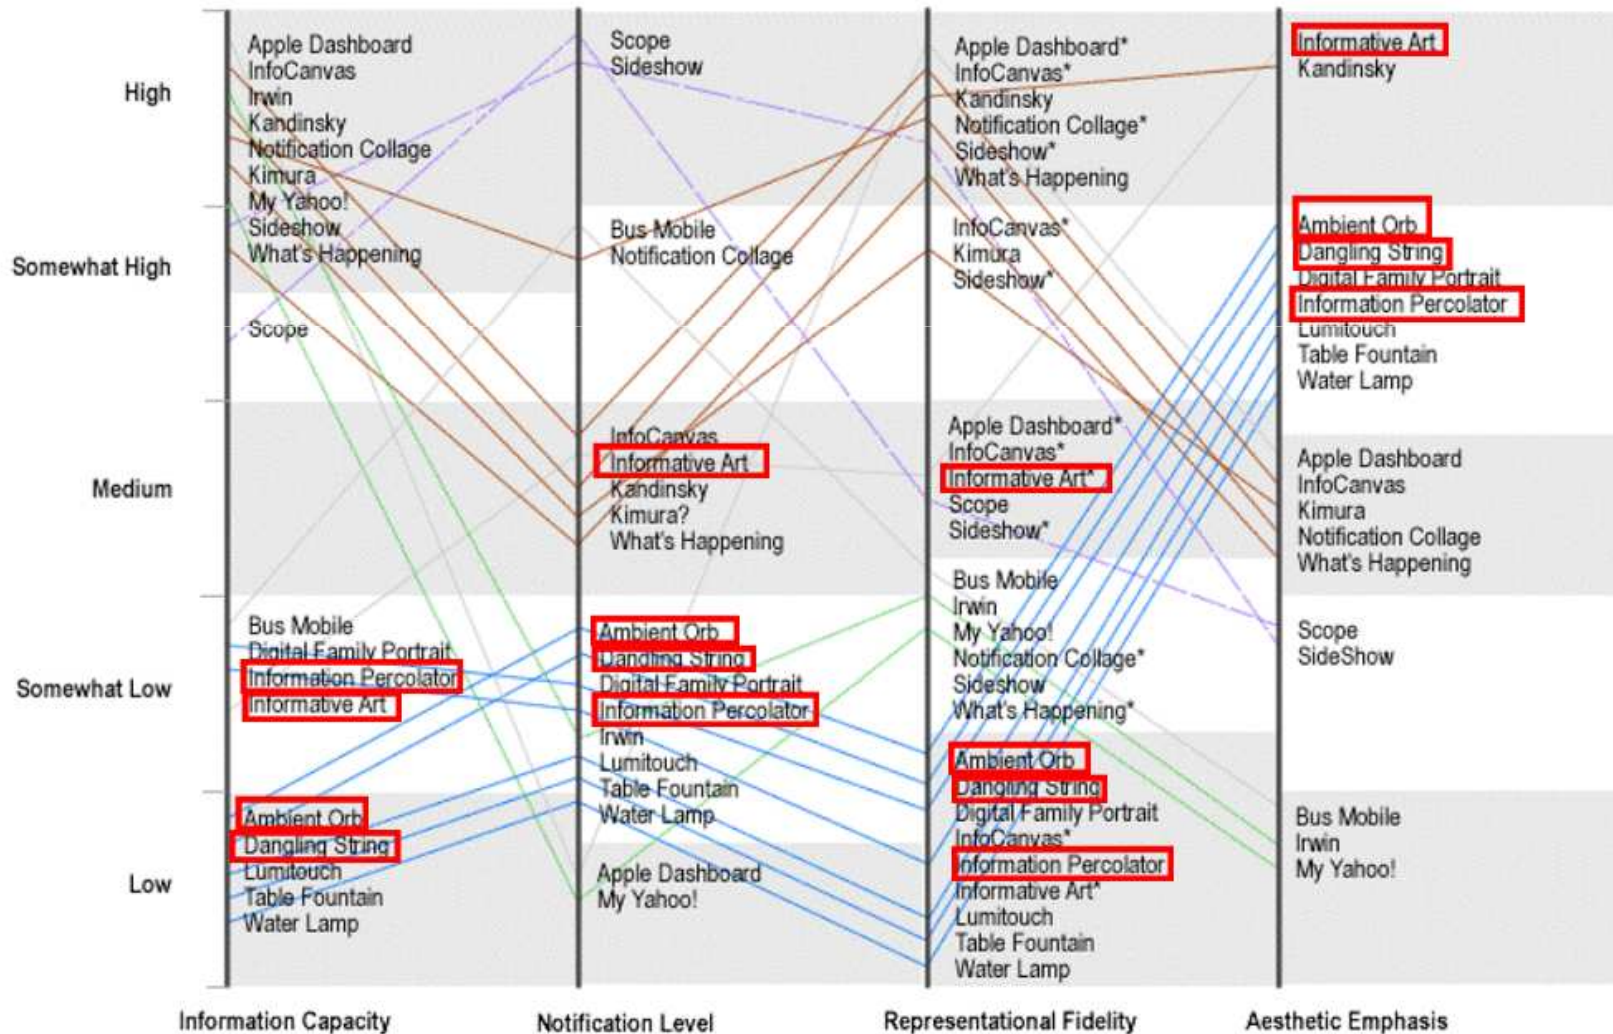 High
Somewhat High
Medium
Somewhat Low
Low
Apple Dashboard
InfoCanvas
Irwin
Kandinsky
Notification Collage
Kimura
My Yahoo!
Sideshow
What's Happening
Scope
Bus Mobile
Digital Family Portrait
Information Percolator
Informative Art
Ambient Orb
Dangling String
Lumitouch
Table Fountain
Water Lamp
Information Capacity
Scope
Sideshow
Bus Mobile
Notification Collage
InfoCanvas
Informative Art
Kandinsky
Kimura?
What's Happening
Ambient Orb
Dangling String
Digital Family Portrait
Information Percolator
Irwin
Lumitouch
Table Fountain
Water Lamp
Apple Dashboard
My Yahoo!
Notification Level
Apple Dashboard*
InfoCanvas*
Kandinsky
Notification Collage*
Sideshow*
What's Happening
InfoCanvas*
Kimura
Sideshow*
Apple Dashboard*
InfoCanvas*
Informative Art*
Scope
Sideshow*
Bus Mobile
Irwin
My Yahoo!
Notification Collage*
Sideshow
What's Happening*
Ambient Orb
Dangling String
Digital Family Portrait
InfoCanvas*
Information Percolator
Informative Art*
Lumitouch
Table Fountain
Water Lamp
Representational Fidelity
Informative Art
Kandinsky
Ambient Orb
Dangling String
Digital Family Portrait
Information Percolator
Lumitouch
Table Fountain
Water Lamp
Apple Dashboard
InfoCanvas
Kimura
Notification Collage
What's Happening
Scope
SideShow
Bus Mobile
Irwin
My Yahoo!
Aesthetic Emphasis